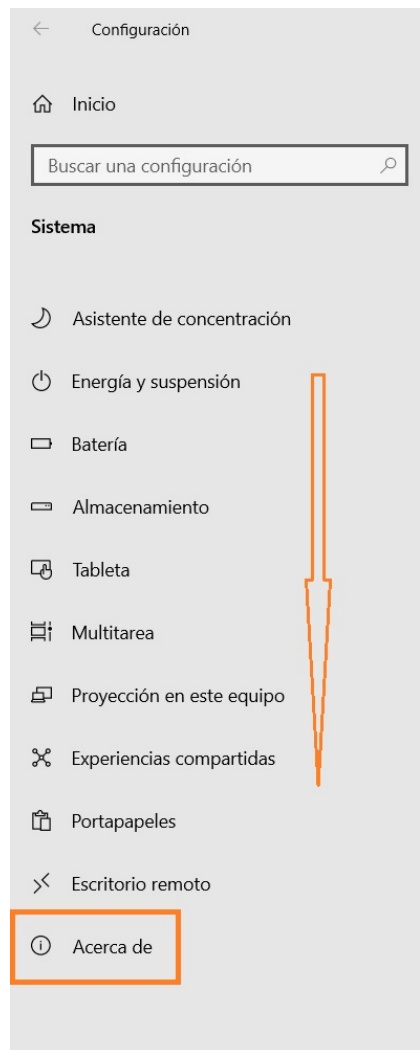 Configuración
Inicio
Buscar una configuración
Sistema
Asistente de concentración
Energía y suspensión
Batería
Almacenamiento
Tableta
Multitarea
Proyección en este equipo
Experiencias compartidas
Portapapeles
Escritorio remoto
Acerca de